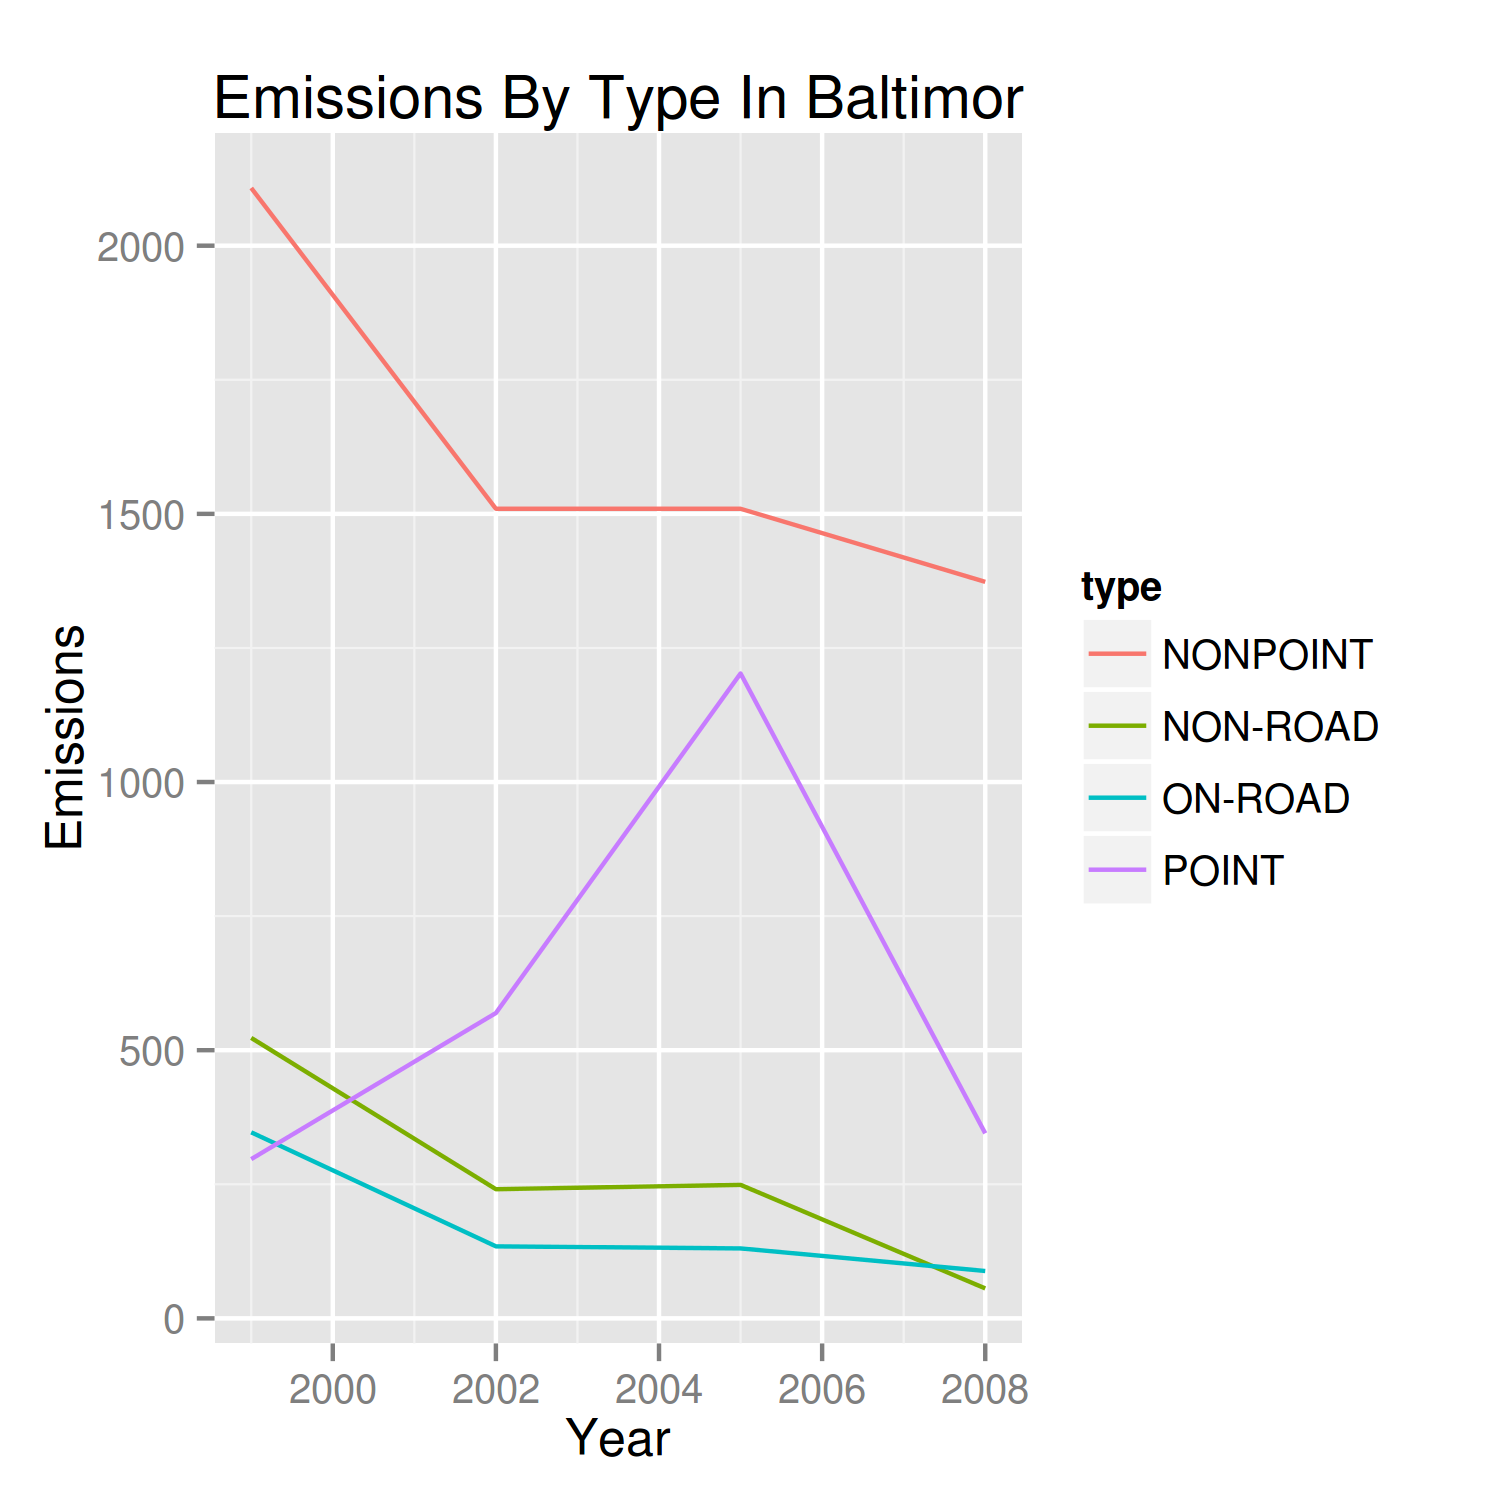 Emissions By Type In Baltimor
2000
1500
1000
500
0
Emissions
2000 2002 2004 2006 2008
Year
type
NONPOINT
NON-ROAD
ON-ROAD
POINT